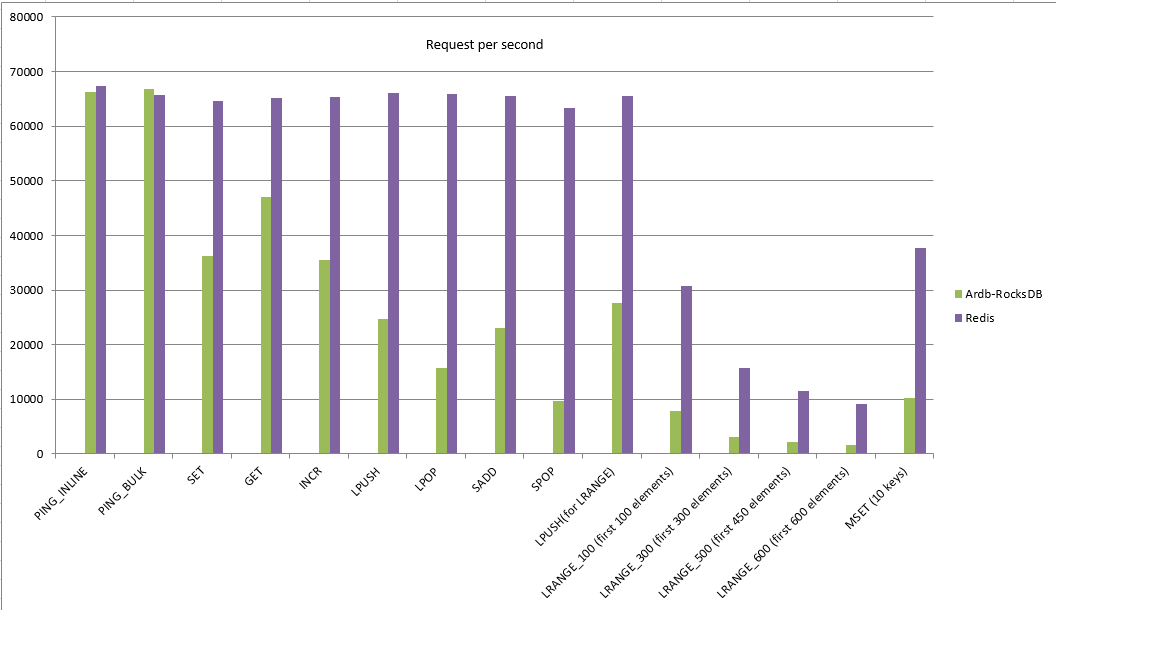 80000
Request per second
70000
60000
50000
40000
30000
20000
10000
0
Ardb-RocksDB
Redis
PING_INLINE
PING_BULK
SET
GET
INCR
LPUSH
LPOP
SADD
SPOP
LPUSH(for LRANGE)
LRANGE_100 (first 100 elements)
LRANGE_300 (first 300 elements)
LRANGE_500 (first 450 elements)
LRANGE_600 (first 600 elements)
MSET (10 keys)